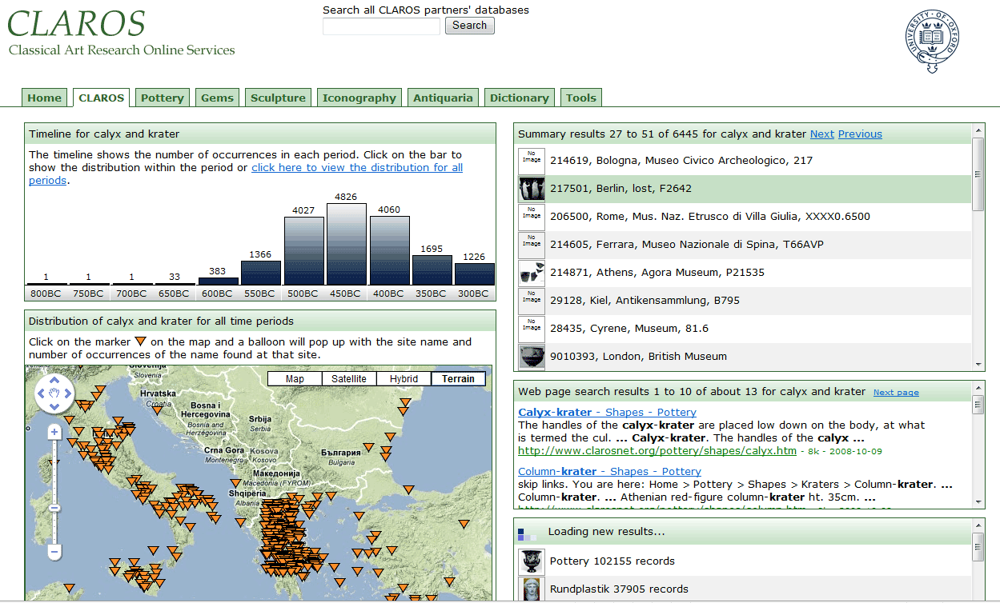 CLAROS
Classical Art Research Online Services
Search all CLAROS partners' databases
Search
UNIVERSITY · OF · OXFORD
Home
CLAROS
Pottery
Gems
Sculpture
Iconography
Antiquaria
Dictionary
Tools
Timeline for calyx and krater
The timeline shows the number of occurrences in each period. Click on the bar to
show the distribution within the period or click here to view the distribution for all
periods.
1 1 1 33 383 1366 4027 4826 4060 1695 1226
800BC 750BC 700BC 650BC 600BC 550BC 500BC 450BC 400BC 350BC 300BC
Distribution of calyx and krater for all time periods
Click on the marker on the map and a balloon will pop up with the site name and
number of occurrences of the name found at that site.
Map
Satellite
Hybrid
Terrain
Slovenija
Slovenia
Hrvatska
Croatia
Bosna i
Hercegovina
Bosnia and
Herzegovina
Srbija
Serbia
Crna Gora
Montenegro
Kosova
Kosovo
България
Bulgaria
Македонија
Macedonia (FYROM)
Shqipëria
Albania
Summary results 27 to 51 of 6445 for calyx and krater Next Previous
No
Image
214619, Bologna, Museo Civico Archeologico, 217
217501, Berlin, lost, F2642
No
Image
206500, Rome, Mus. Naz. Etrusco di Villa Giulia, XXXX0.6500
No
Image
214605, Ferrara, Museo Nazionale di Spina, T66AVP
214871, Athens, Agora Museum, P21535
No
Image
29128, Kiel, Antikensammlung, B795
No
Image
28435, Cyrene, Museum, 81.6
9010393, London, British Museum
Web page search results 1 to 10 of about 13 for calyx and krater Next page
Calyx-krater - Shapes - Pottery
The handles of the calyx-krater are placed low down on the body, at what
is termed the cul. ... Calyx-krater. The handles of the calyx ...
http://www.clarosnet.org/pottery/shapes/calyx.htm - 8k - 2008-10-09
Column-krater - Shapes - Pottery
skip links. You are here: Home > Pottery > Shapes > Kraters > Column-krater. ...
Column-krater. ... Athenian red-figure column-krater ht. 35cm. ...
Loading new results...
Pottery 102155 records
Rundplastik 37905 records